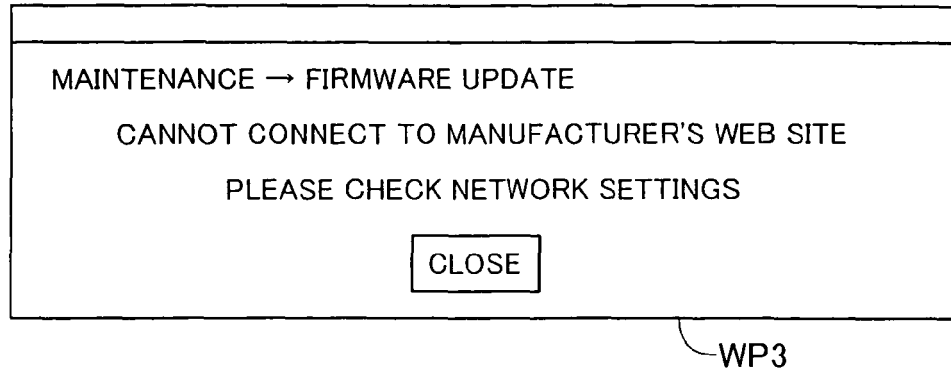 MAINTENANCE → FIRMWARE UPDATE
CANNOT CONNECT TO MANUFACTURER'S WEB SITE
PLEASE CHECK NETWORK SETTINGS
CLOSE
WP3